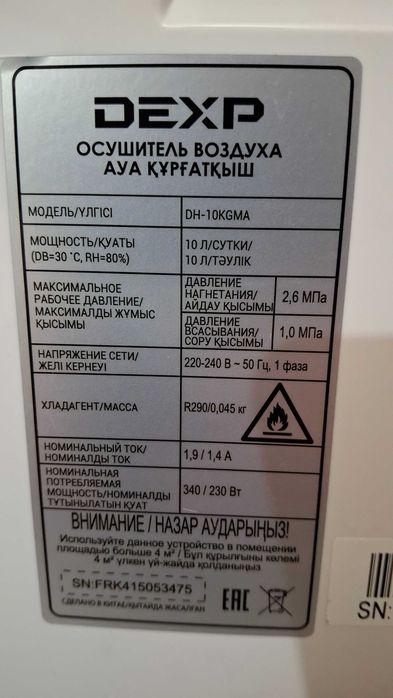 DEXP
ОСУШИТЕЛЬ ВОЗДУХА
АУА ҚҰРҒАТҚЫШ
МОДЕЛЬ/ҮЛГІСІ DH-10KGMA
МОЩНОСТЬ/ҚУАТЫ
(DB=30 ˚C, RH=80%)
10 Л/СУТКИ/
10 Л/ТӘУЛІК
МАКСИМАЛЬНОЕ
РАБОЧЕЕ ДАВЛЕНИЕ/
МАКСИМАЛДЫ ЖҰМЫС
ҚЫСЫМЫ
ДАВЛЕНИЕ
НАГНЕТАНИЯ/
АЙДАУ ҚЫСЫМЫ
2,6 МПа
ДАВЛЕНИЕ
ВСАСЫВАНИЯ/
СОРУ ҚЫСЫМЫ
1,0 МПа
НАПРЯЖЕНИЕ СЕТИ/
ЖЕЛІ КЕРНЕУІ
220-240 В ~ 50 Гц, 1 фаза
ХЛАДАГЕНТ/МАССА R290/0,045 кг
НОМИНАЛЬНЫЙ ТОК/
НОМИНАЛДЫ ТОК
1,9 / 1,4 А
НОМИНАЛЬНАЯ
ПОТРЕБЛЯЕМАЯ
МОЩНОСТЬ/НОМИНАЛДЫ
ТҰТЫНЫЛАТЫН ҚУАТ
340 / 230 Вт
ВНИМАНИЕ / НАЗАР АУДАРЫҢЫЗ!
Используйте данное устройство в помещении
площадью больше 4 м² / Бұл құрылғыны көлемі
4 м² үлкен үй-жайда қолданыңыз
SN:FRK415053475
СДЕЛАНО В КИТАЕ/ҚЫТАЙДА ЖАСАЛҒАН
EAC
SN: